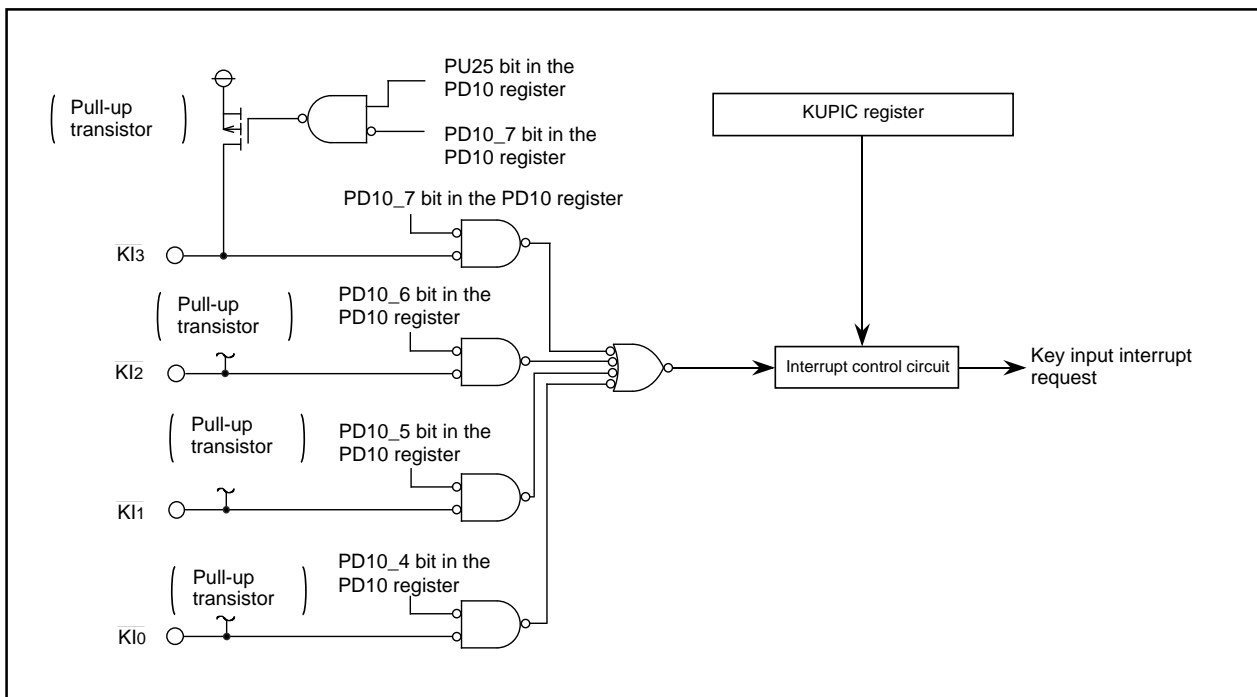 PU25 bit in the
PD10 register
Pull-up
transistor
PD10_7 bit in the
PD10 register
KUPIC register
PD10_7 bit in the PD10 register
KI3
PD10_6 bit in the
PD10 register
Pull-up
transistor
KI2
Interrupt control circuit
Key input interrupt
request
Pull-up
transistor
PD10_5 bit in the
PD10 register
KI1
PD10_4 bit in the
PD10 register
Pull-up
transistor
KI0